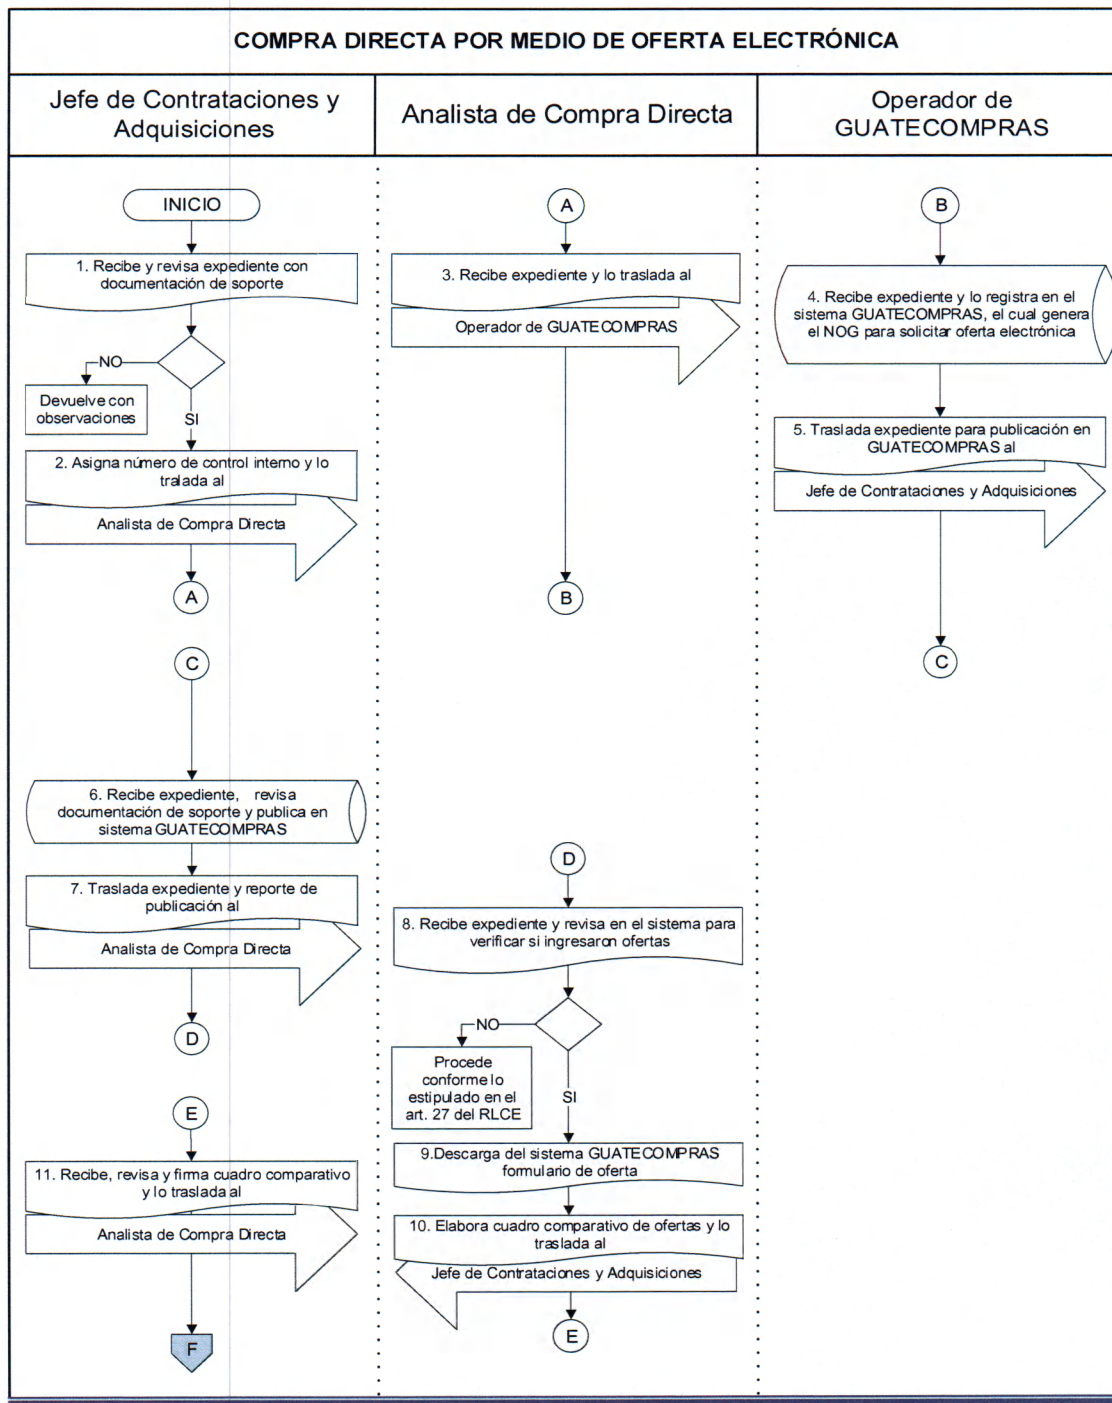 COMPRA DIRECTA POR MEDIO DE OFERTA ELECTRÓNICA
Jefe de Contrataciones y
Adquisiciones
Analista de Compra Directa
Operador de
GUATECOMPRAS
INICIO
1. Recibe y revisa expediente con
documentación de soporte
NO
Devuelve con
observaciones
SI
2. Asigna número de control interno y lo
tralada al
Analista de Compra Directa
A
A
3. Recibe expediente y lo traslada al
Operador de GUATECOMPRAS
B
B
4. Recibe expediente y lo registra en el
sistema GUATECOMPRAS, el cual genera
el NOG para solicitar oferta electrónica
5. Traslada expediente para publicación en
GUATECOMPRAS al
Jefe de Contrataciones y Adquisiciones
C
C
6. Recibe expediente, revisa
documentación de soporte y publica en
sistema GUATECOMPRAS
7. Traslada expediente y reporte de
publicación al
Analista de Compra Directa
D
D
8. Recibe expediente y revisa en el sistema para
verificar si ingresaron ofertas
NO
Procede
conforme lo
estipulado en el
art. 27 del RLCE
SI
9.Descarga del sistema GUATECOMPRAS
formulario de oferta
10. Elabora cuadro comparativo de ofertas y lo
traslada al
Jefe de Contrataciones y Adquisiciones
E
E
11. Recibe, revisa y firma cuadro comparativo
y lo traslada al
Analista de Compra Directa
F